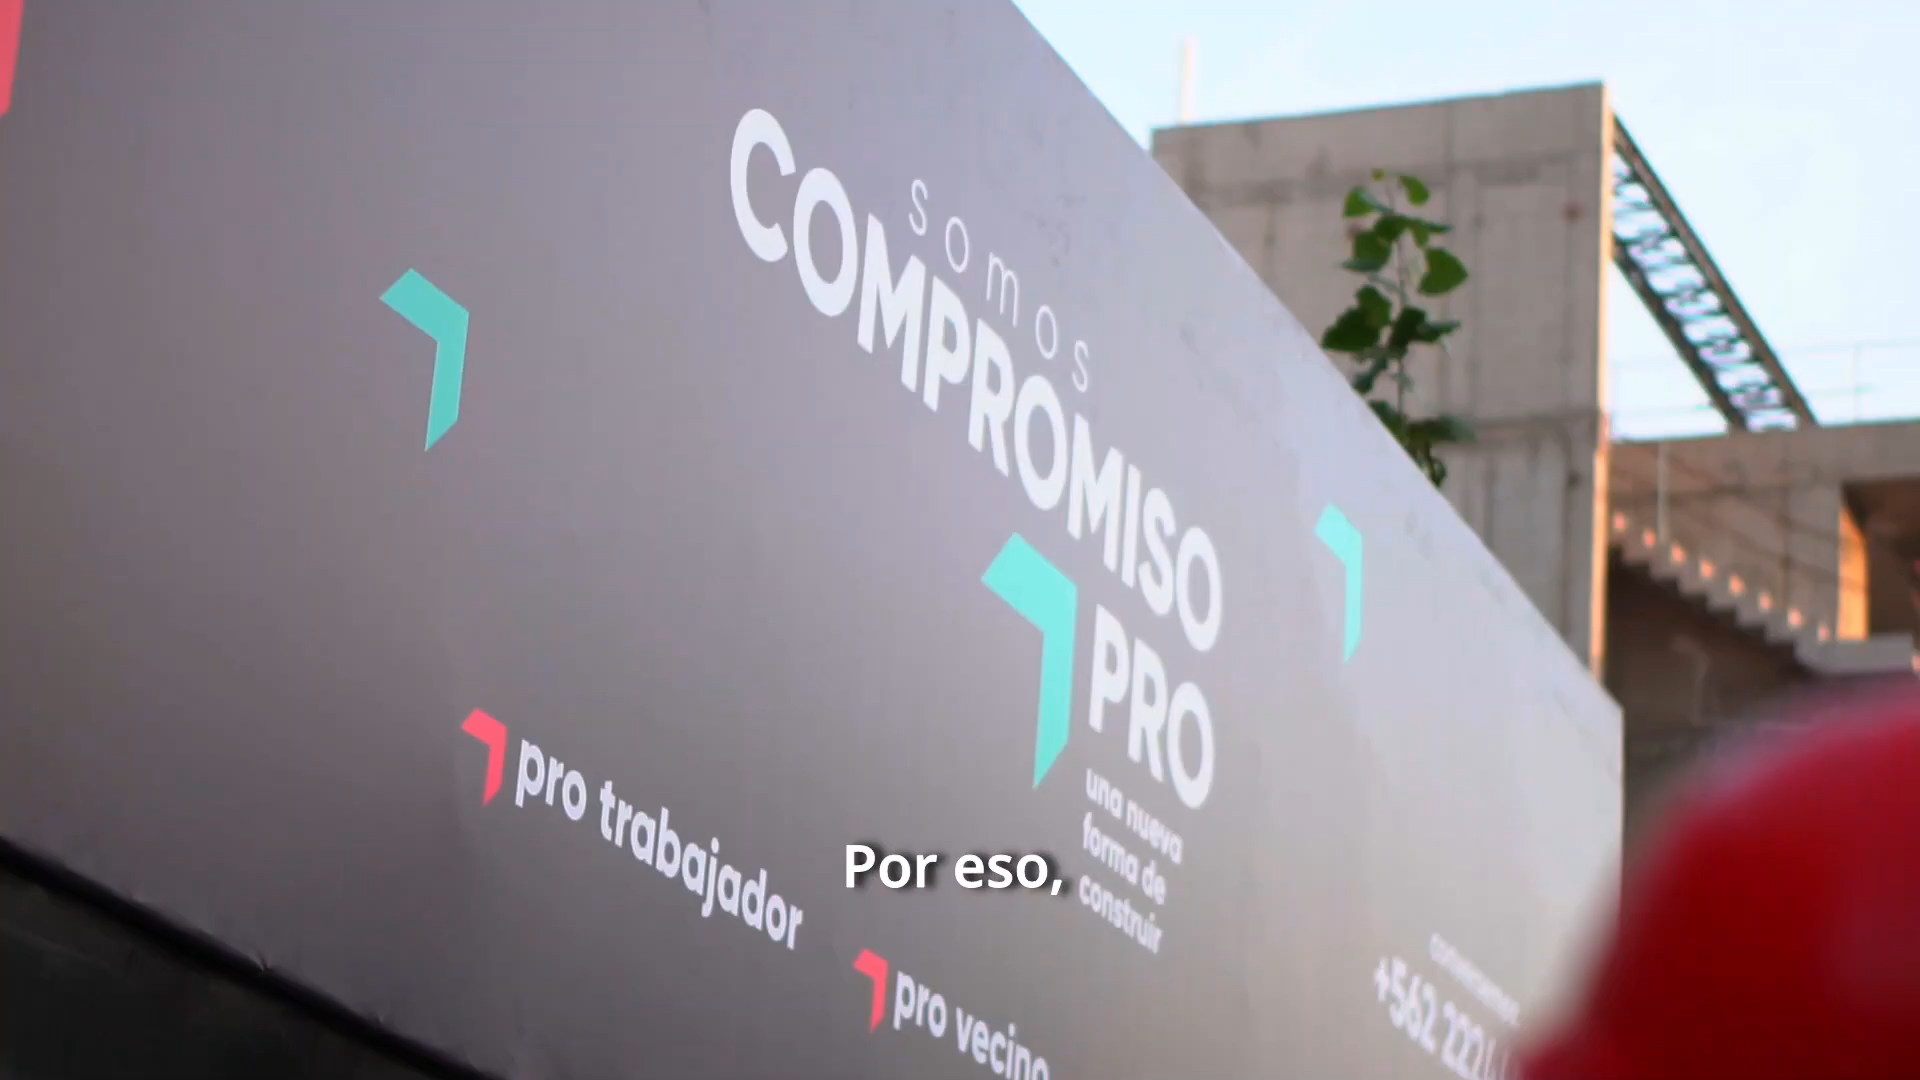 somos
COMPROMISO
PRO
una nueva
forma de
construir
pro trabajador
pro vecino
Por eso,
+562 222